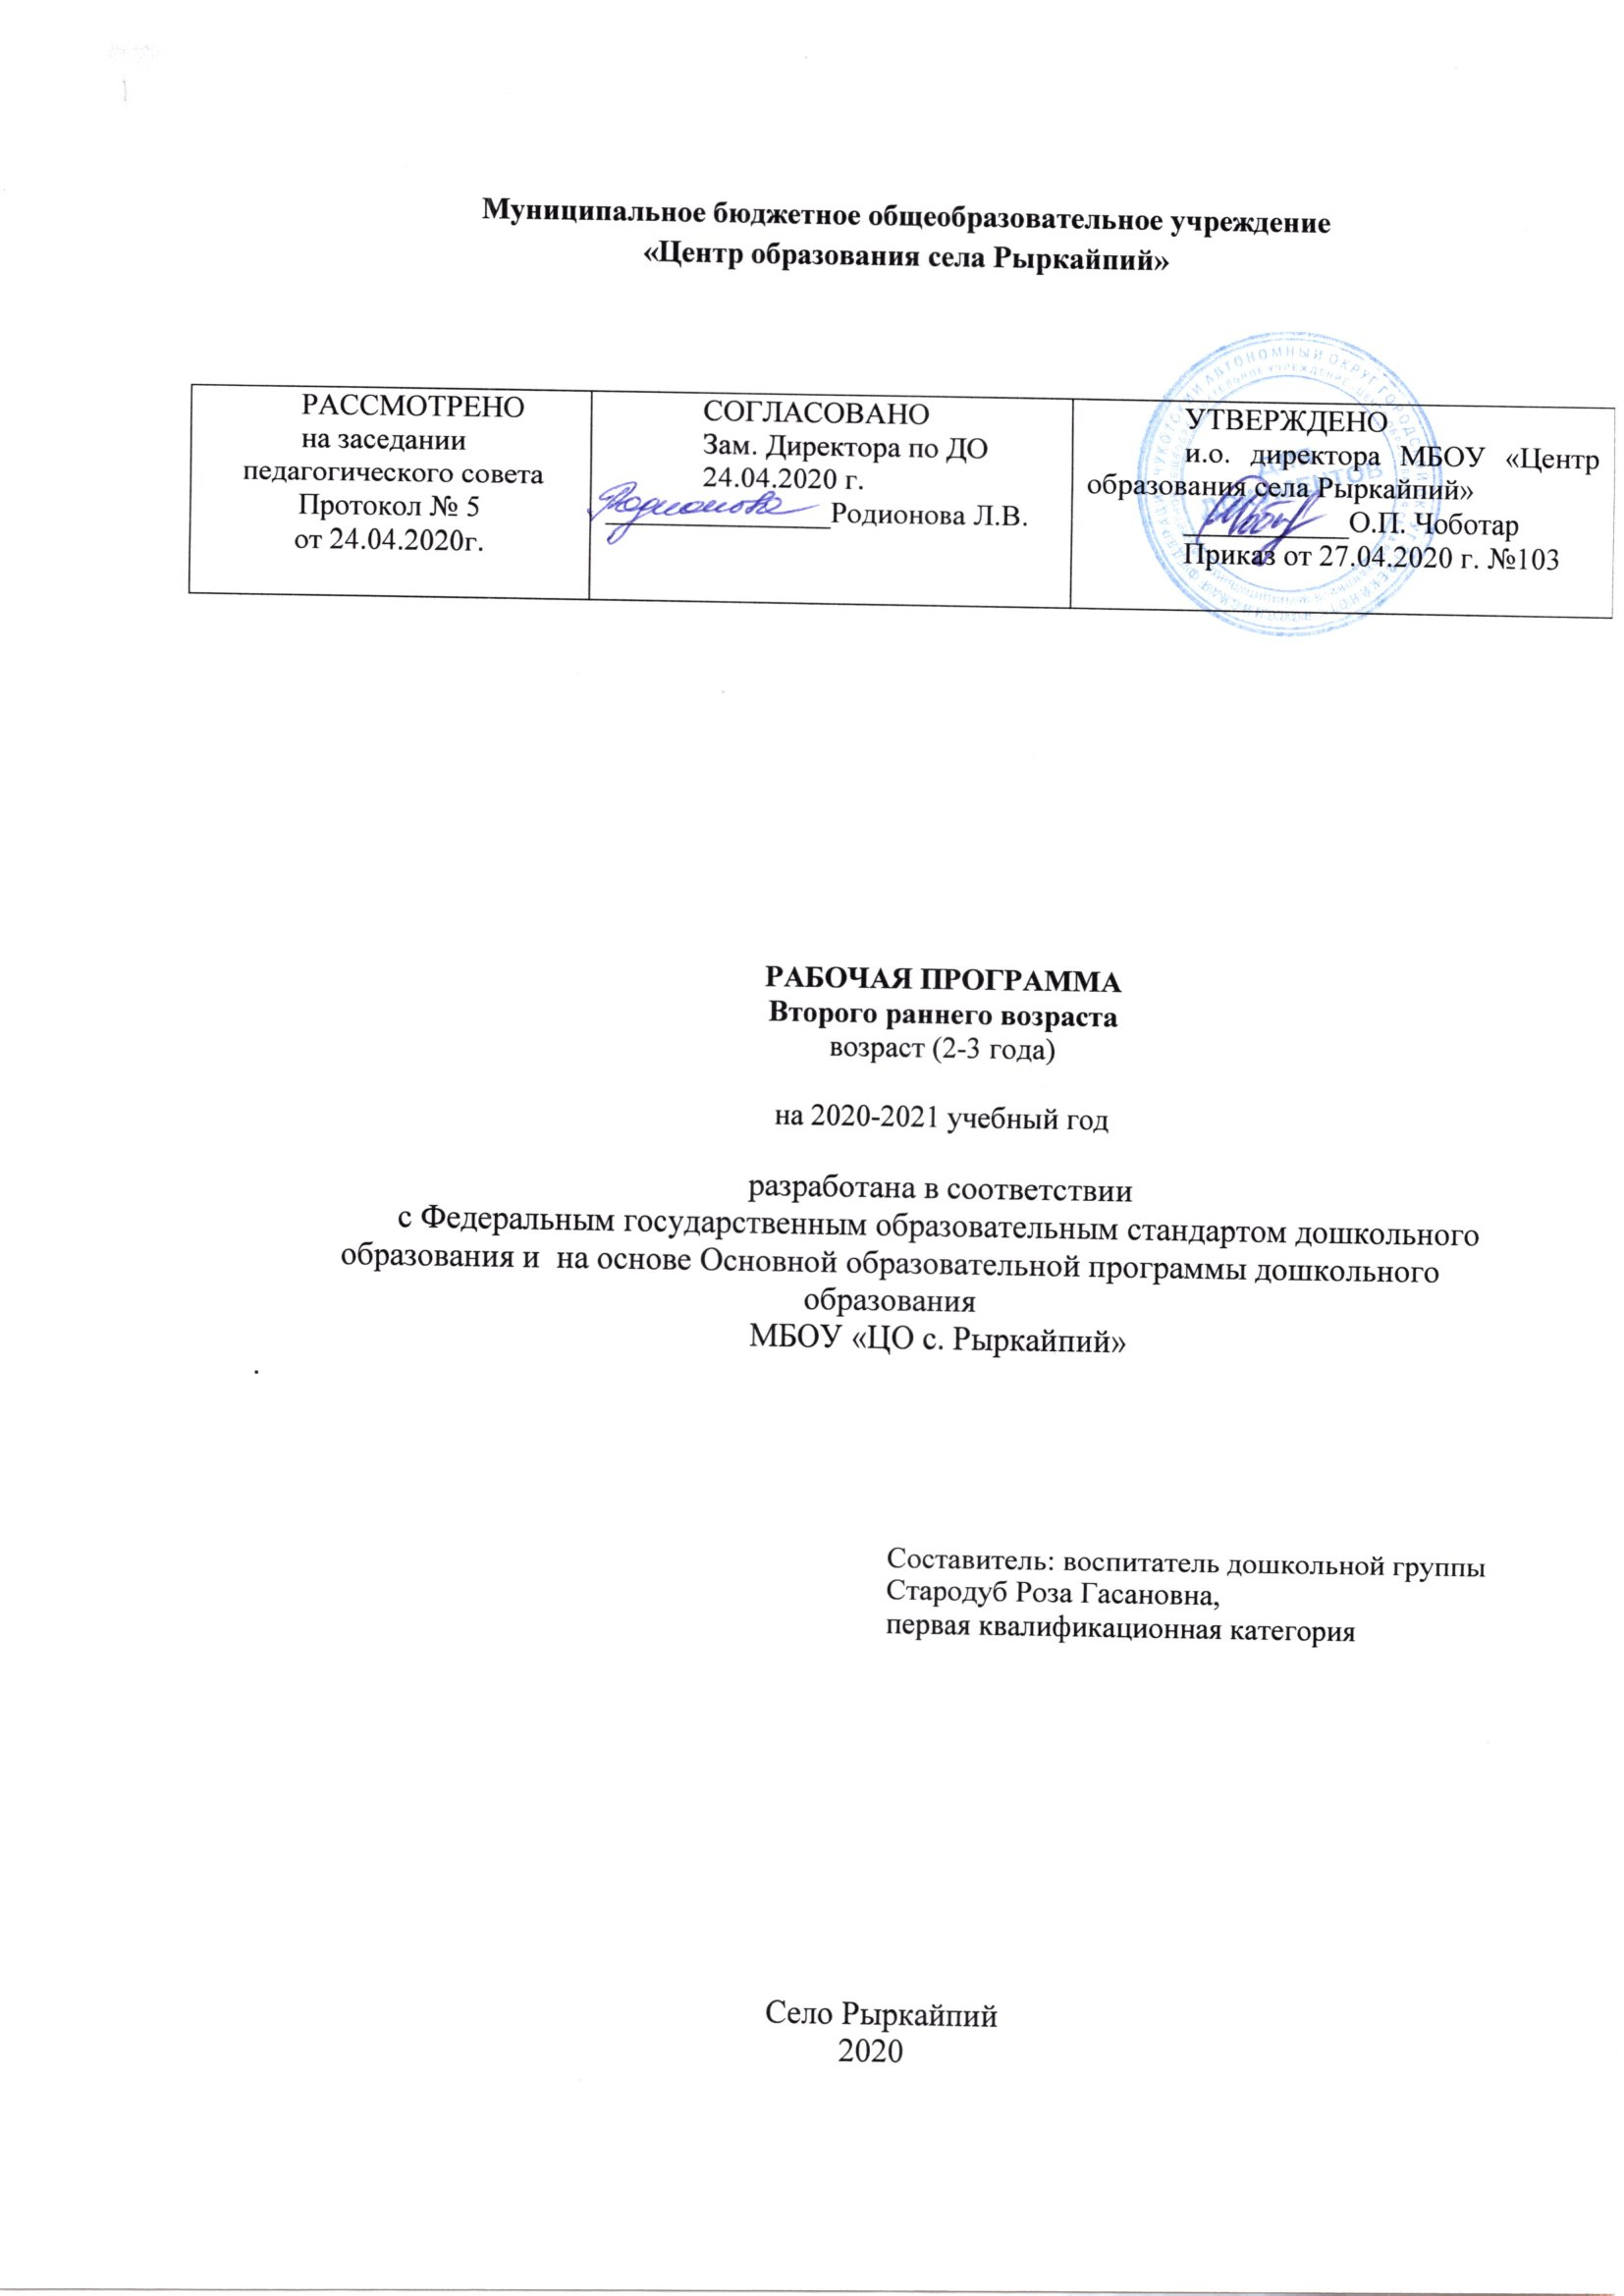 Муниципальное бюджетное общеобразовательное учреждение
«Центр образования села Рыркайпий»
РАССМОТРЕНО
на заседании
педагогического совета
Протокол № 5
от 24.04.2020г.
СОГЛАСОВАНО
Зам. Директора по ДО
24.04.2020 г.
Родионова
_______________Родионова Л.В.
УТВЕРЖДЕНО
и.о. директора МБОУ «Центр
образования села Рыркайпий»
___________О.П. Чоботар
Приказ от 27.04.2020 г. №103
АВТОНОМНЫЙ ОКРУГ
РАБОЧАЯ ПРОГРАММА
Второго раннего возраста
возраст (2-3 года)
на 2020-2021 учебный год
разработана в соответствии
с Федеральным государственным образовательным стандартом дошкольного
образования и на основе Основной образовательной программы дошкольного
образования
МБОУ «ЦО с. Рыркайпий»
.
Составитель: воспитатель дошкольной группы
Стародуб Роза Гасановна,
первая квалификационная категория
Село Рыркайпий
2020